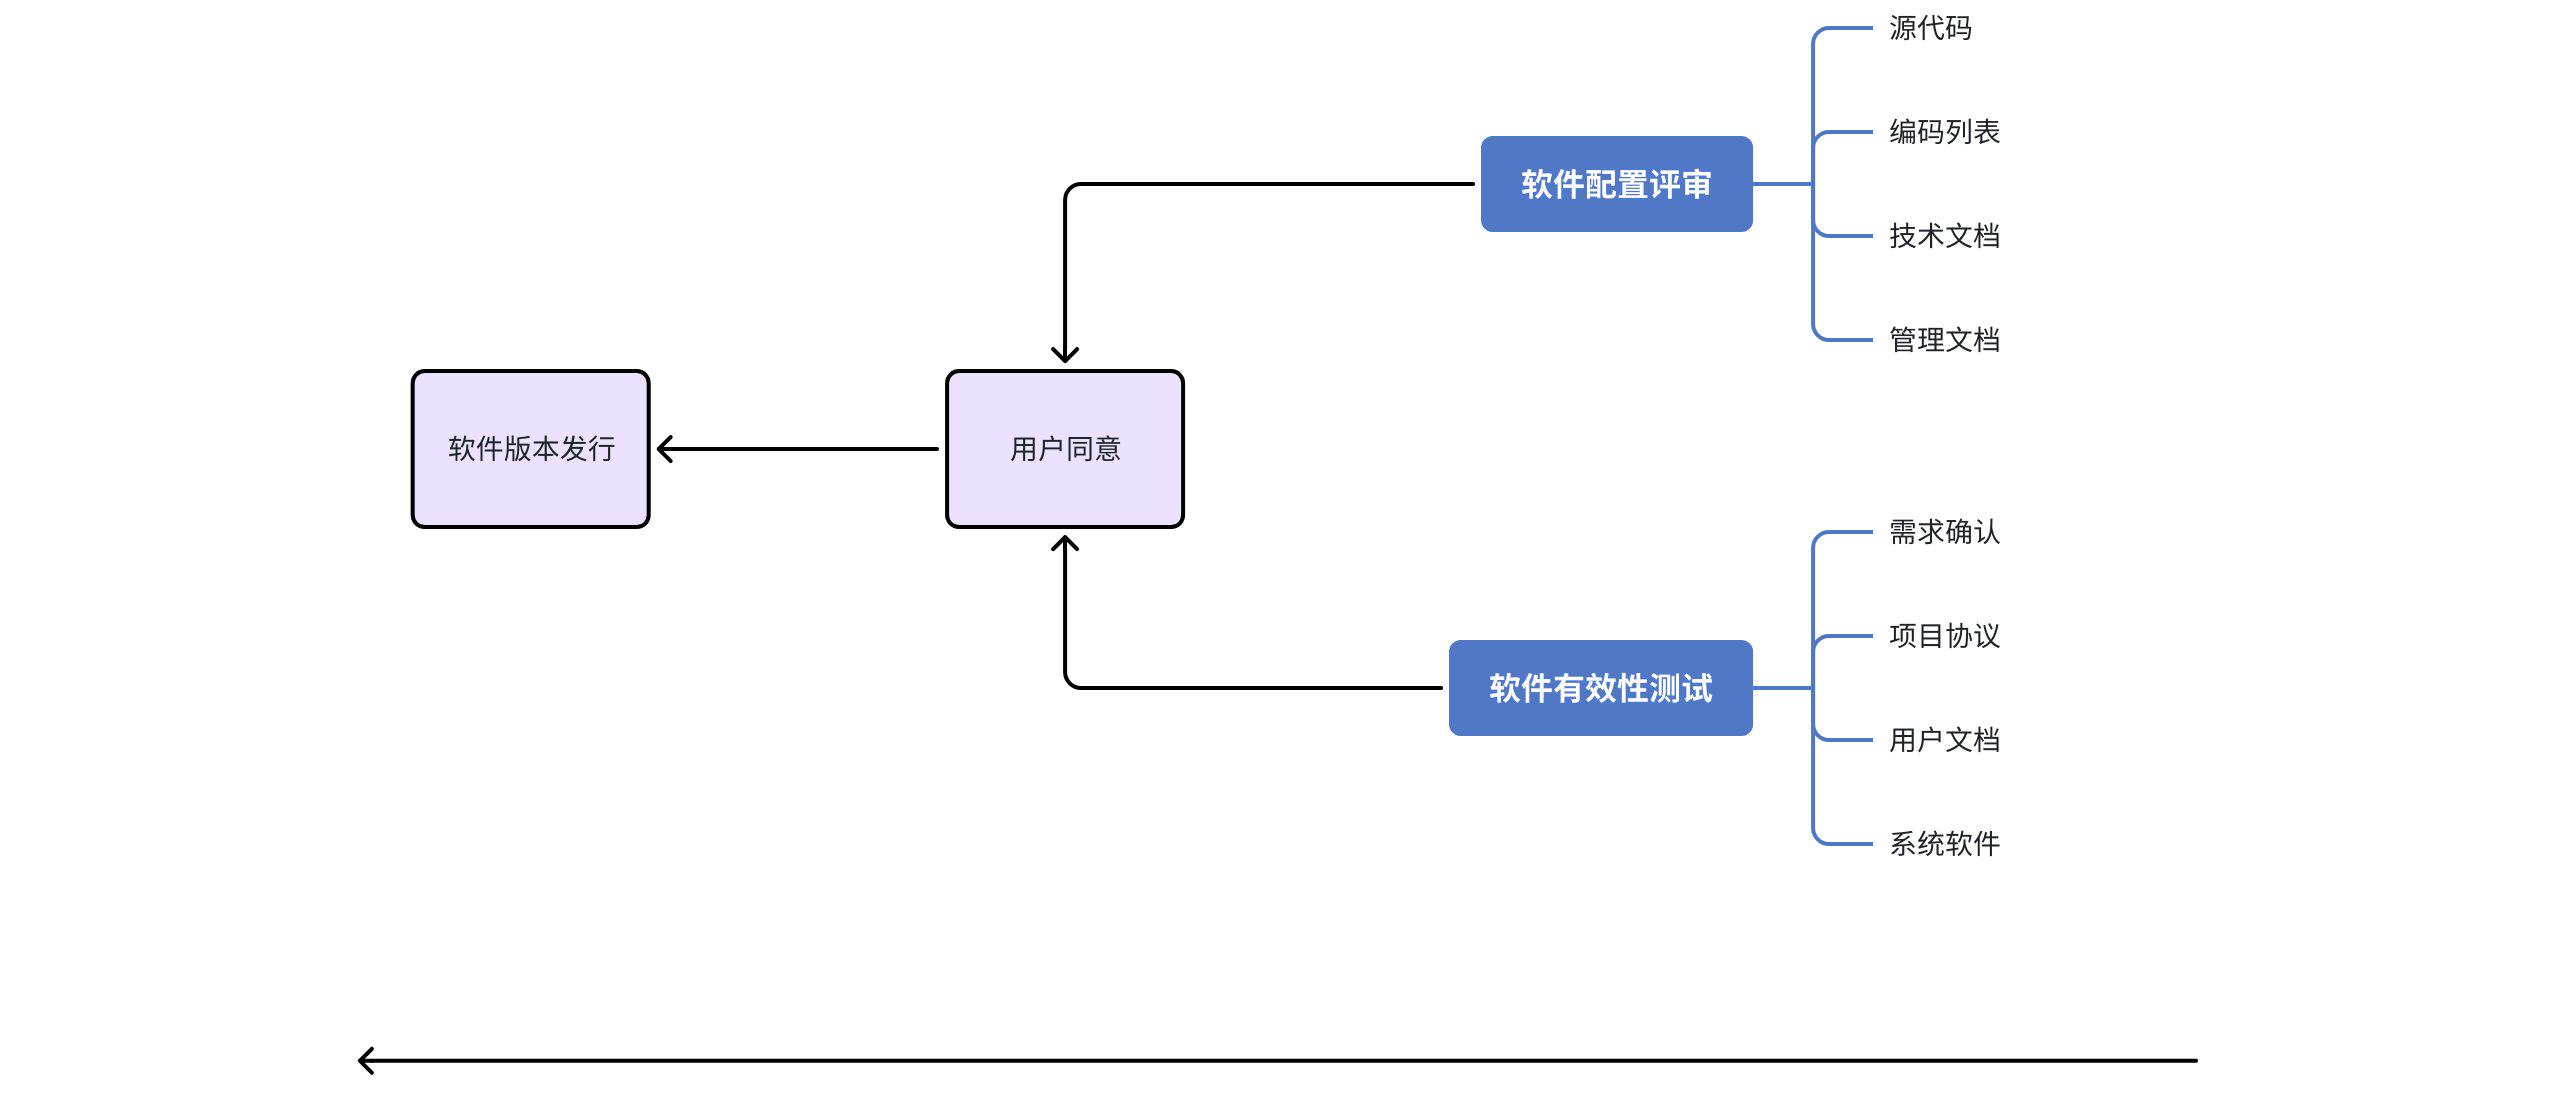 源代码
编码列表
软件配置评审
技术文档
管理文档
软件版本发行
用户同意
需求确认
项目协议
软件有效性测试
用户文档
系统软件